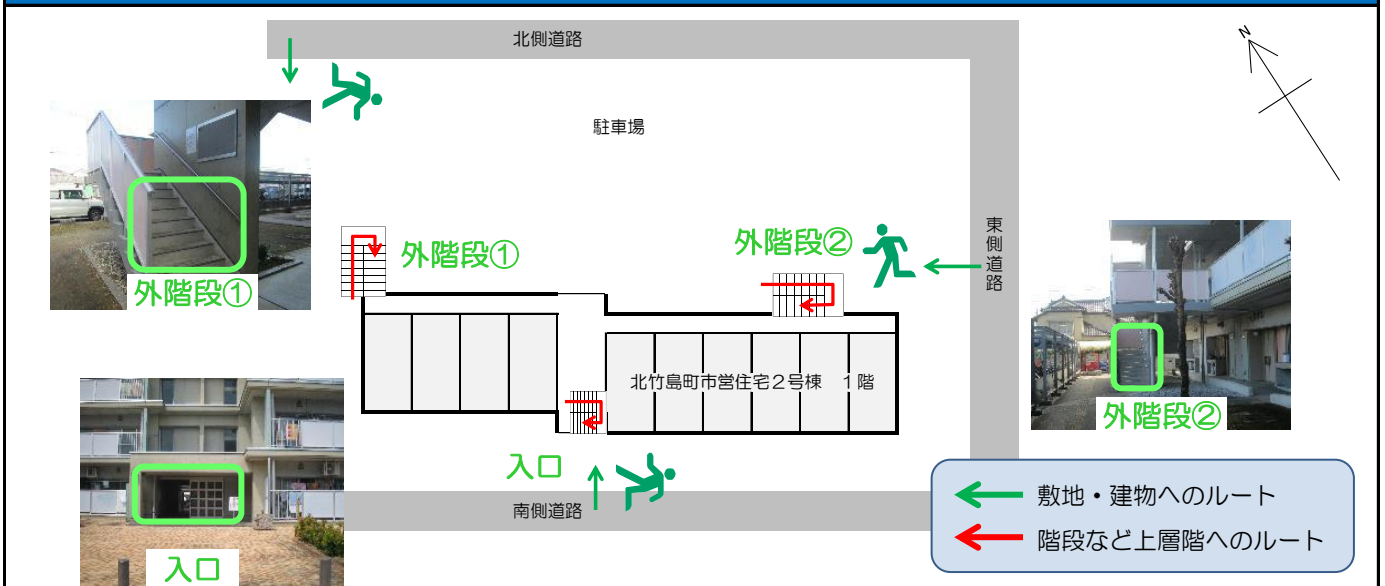 北側道路
N
駐車場
東側道路
外階段①
外階段②
外階段①
北竹島町市営住宅2号棟 1階
外階段②
入口
南側道路
入口
敷地・建物へのルート
階段など上層階へのルート